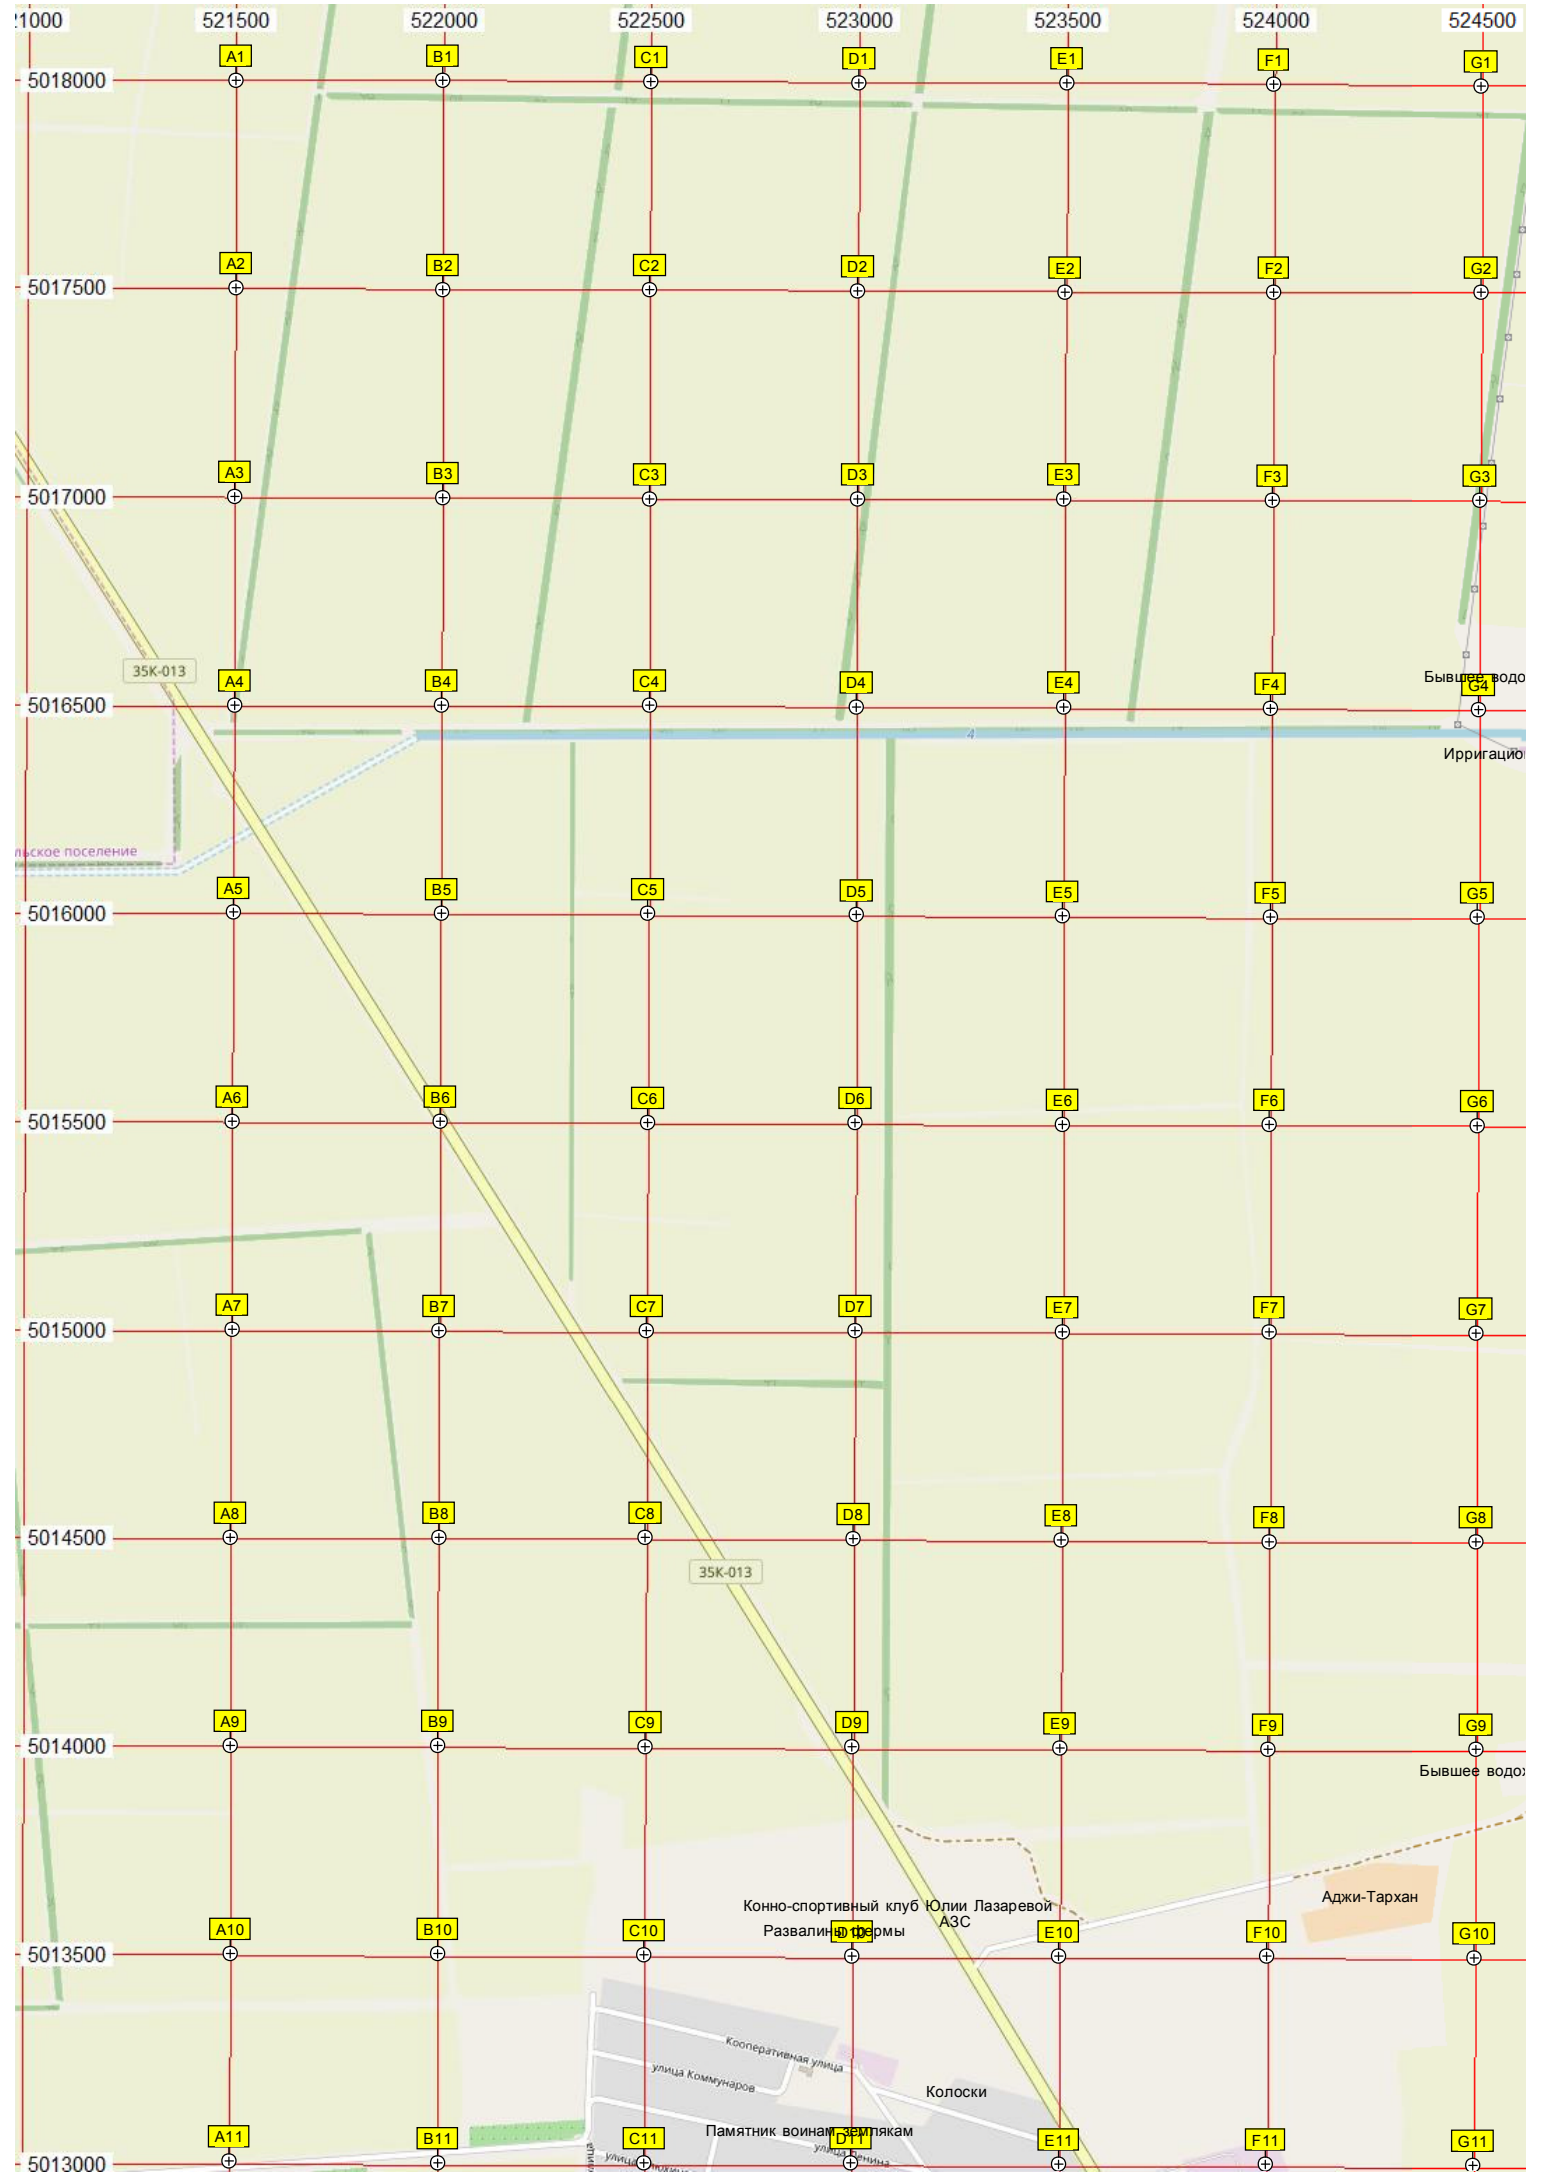 21000 521500 522000 522500 523000 523500 524000 524500
A1 B1 C1 D1 E1 F1 G1
5018000
A2 B2 C2 D2 E2 F2 G2
5017500
A3 B3 C3 D3 E3 F3 G3
5017000
35К-013
Бывшее водо
A4 B4 C4 D4 E4 F4 G4
5016500
4
Ирригацио
льское поселение
A5 B5 C5 D5 E5 F5 G5
5016000
A6 B6 C6 D6 E6 F6 G6
5015500
A7 B7 C7 D7 E7 F7 G7
5015000
A8 B8 C8 D8 E8 F8 G8
5014500
35К-013
A9 B9 C9 D9 E9 F9 G9
5014000
Бывшее водох
Аджи-Тархан
Конно-спортивный клуб Юлии Лазаревой
АЗС
Развалины фермы
A10 B10 C10 D10 E10 F10 G10
5013500
Кооперативная улица
улица Коммунаров
Колоски
Памятник воинам землякам
A11 B11 C11 D11 E11 F11 G11
улица Ленина
5013000